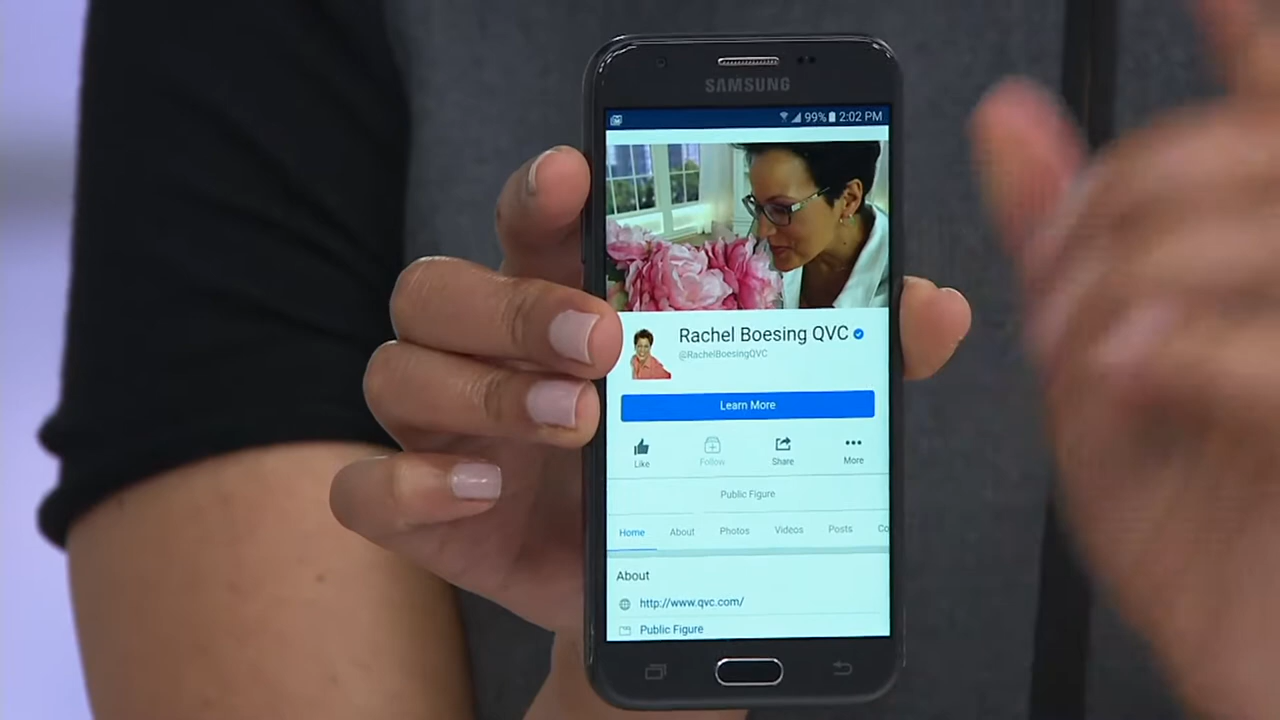 SAMSUNG
99% 2:02 PM
Rachel Boesing QVC
@RachelBoesingQVC
Learn More
Like Follow Share More
Public Figure
Home About Photos Videos Posts Co
About
http://www.qvc.com/
Public Figure